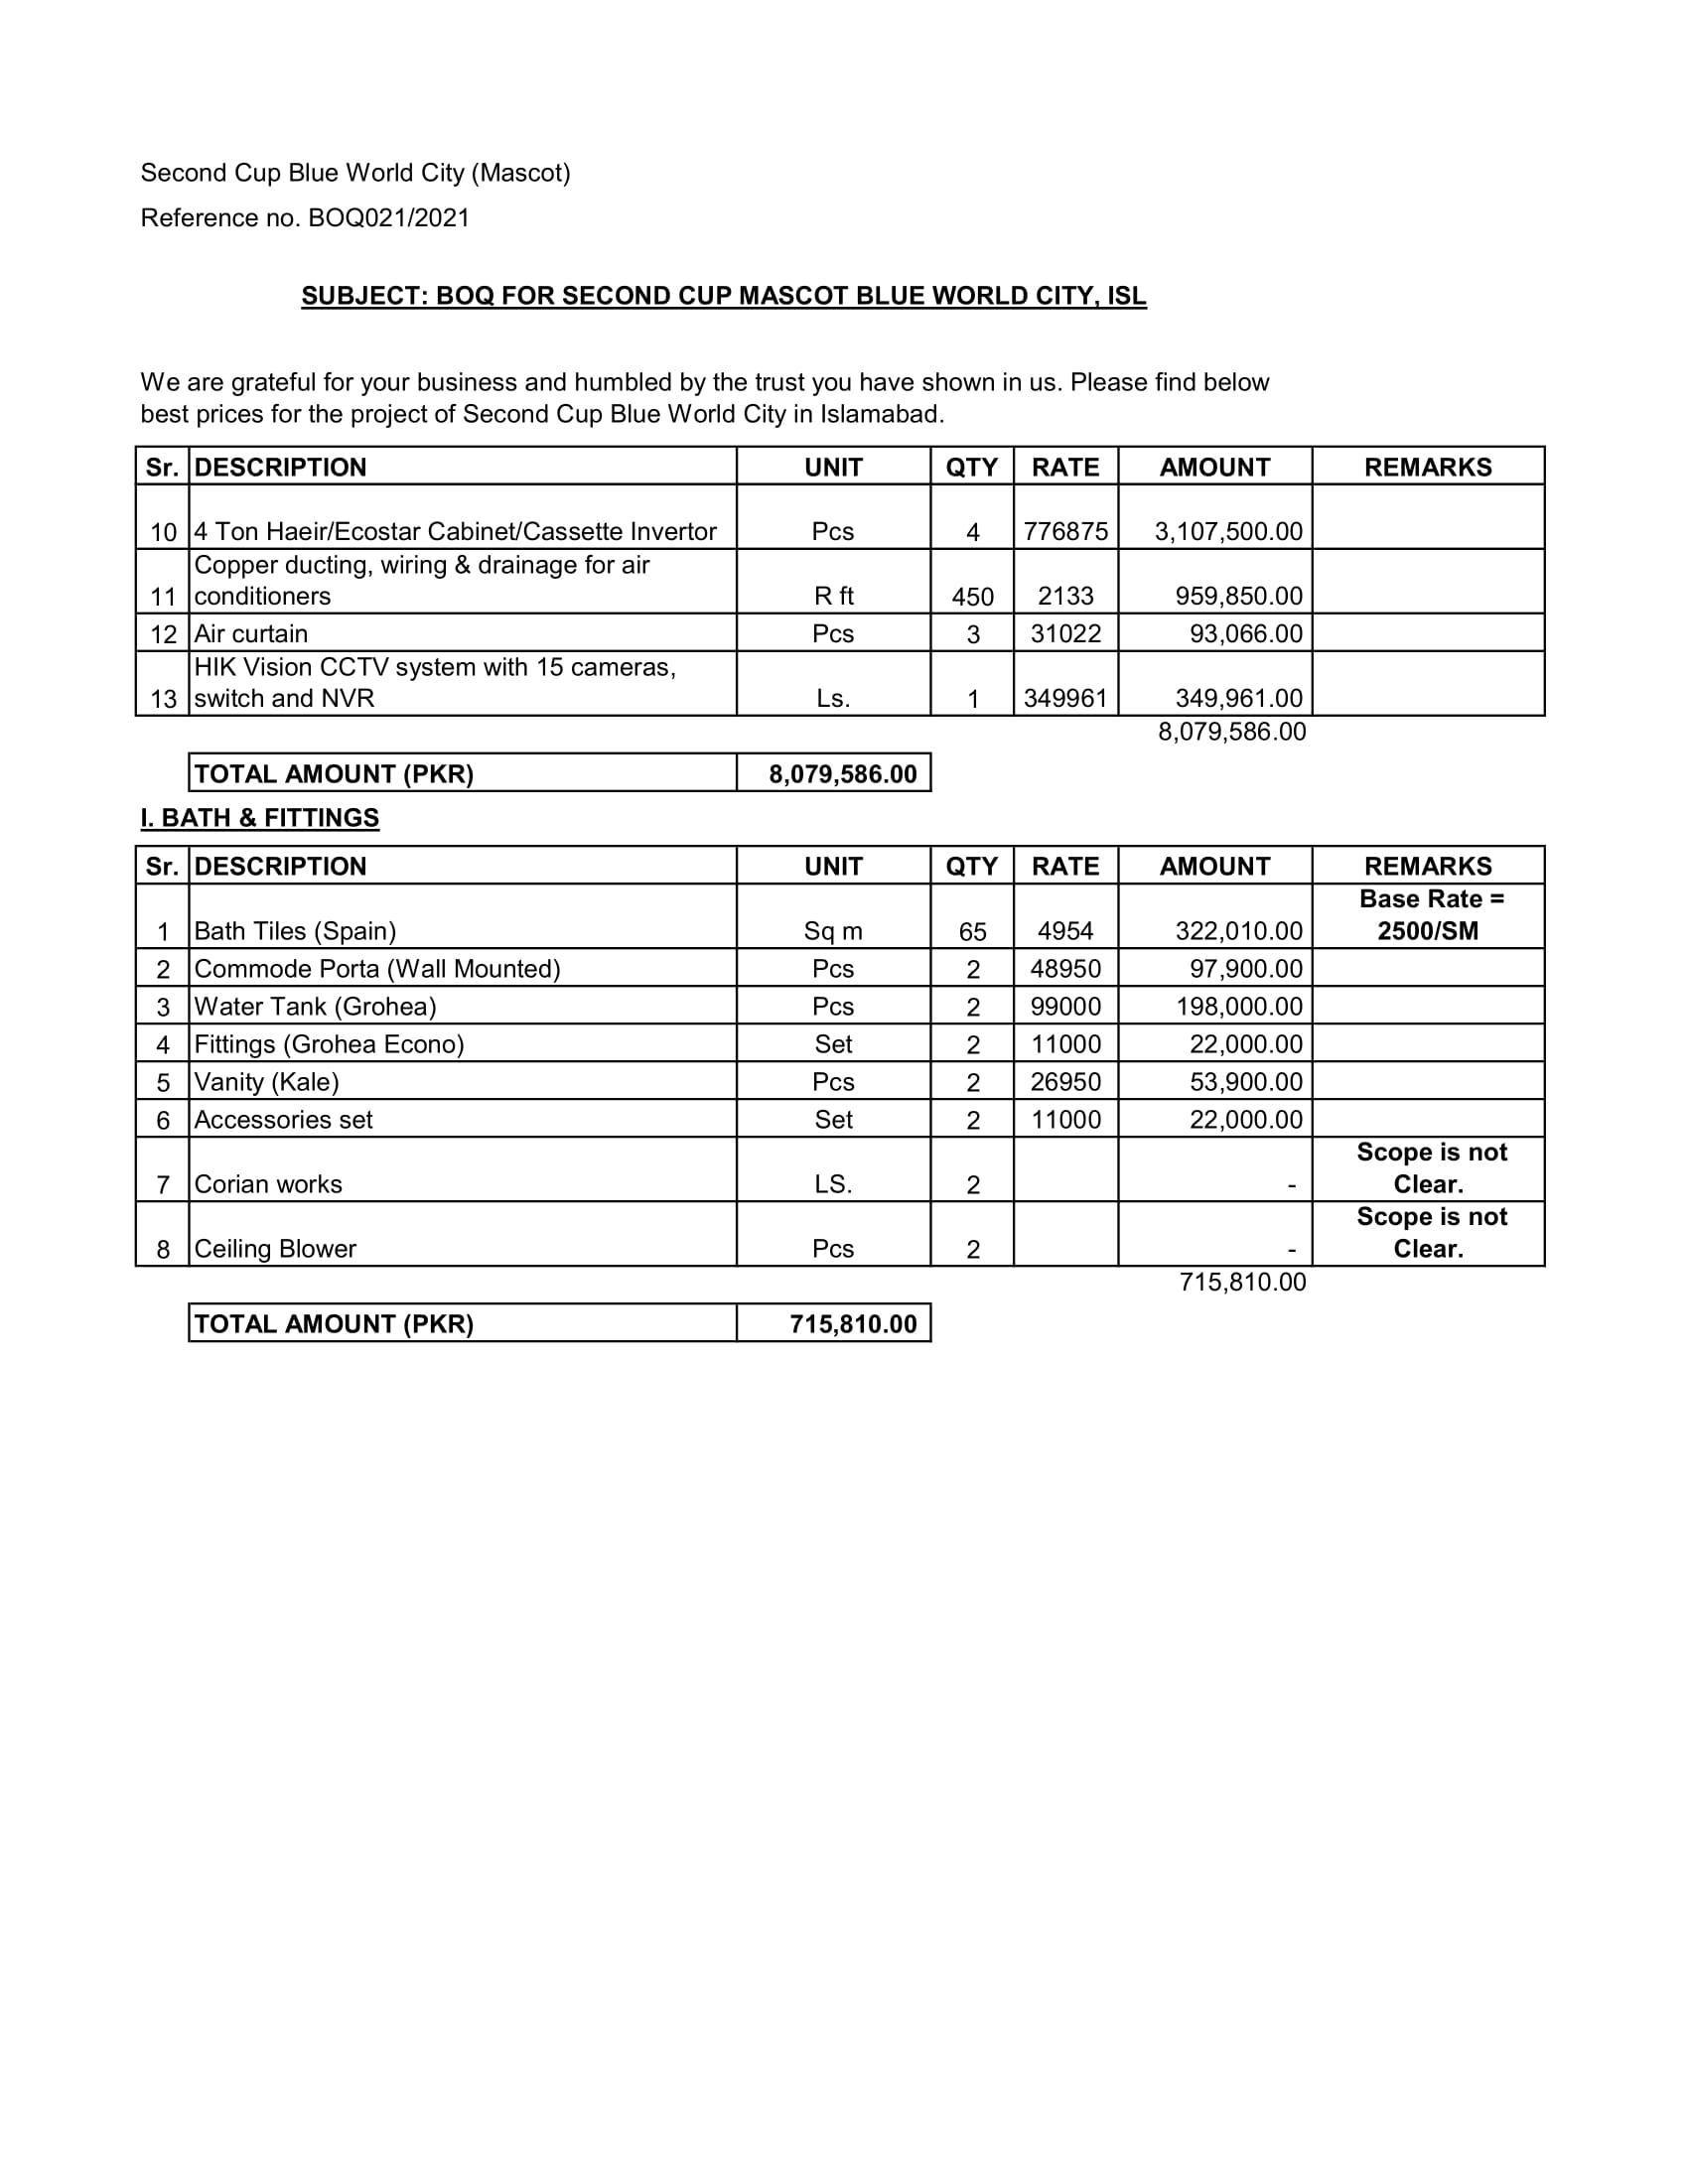 Second Cup Blue World City (Mascot)
Reference no. BOQ021/2021
SUBJECT: BOQ FOR SECOND CUP MASCOT BLUE WORLD CITY, ISL
We are grateful for your business and humbled by the trust you have shown in us. Please find below
best prices for the project of Second Cup Blue World City in Islamabad.
Sr. DESCRIPTION UNIT QTY RATE AMOUNT REMARKS
10 4 Ton Haeir/Ecostar Cabinet/Cassette Invertor Pcs 4 776875 3,107,500.00
Copper ducting, wiring & drainage for air
11 conditioners R ft 450 2133 959,850.00
12 Air curtain Pcs 3 31022 93,066.00
HIK Vision CCTV system with 15 cameras,
13 switch and NVR Ls. 1 349961 349,961.00
8,079,586.00
TOTAL AMOUNT (PKR) 8,079,586.00
I. BATH & FITTINGS
Sr. DESCRIPTION UNIT QTY RATE AMOUNT REMARKS
Base Rate =
1 Bath Tiles (Spain) Sq m 65 4954 322,010.00 2500/SM
2 Commode Porta (Wall Mounted) Pcs 2 48950 97,900.00
3 Water Tank (Grohea) Pcs 2 99000 198,000.00
4 Fittings (Grohea Econo) Set 2 11000 22,000.00
5 Vanity (Kale) Pcs 2 26950 53,900.00
6 Accessories set Set 2 11000 22,000.00
Scope is not
7 Corian works LS. 2 - Clear.
Scope is not
8 Ceiling Blower Pcs 2 - Clear.
715,810.00
TOTAL AMOUNT (PKR) 715,810.00